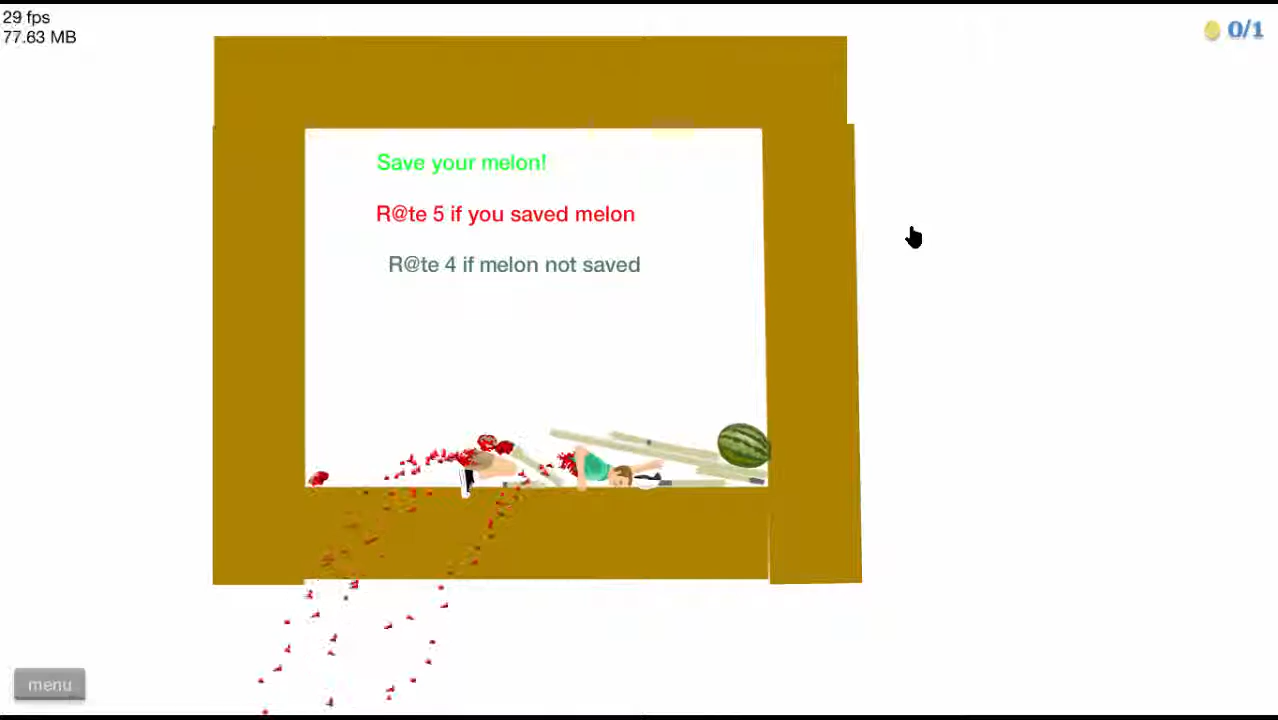 29 fps
77.63 MB
0/1
Save your melon!
R@te 5 if you saved melon
R@te 4 if melon not saved
menu